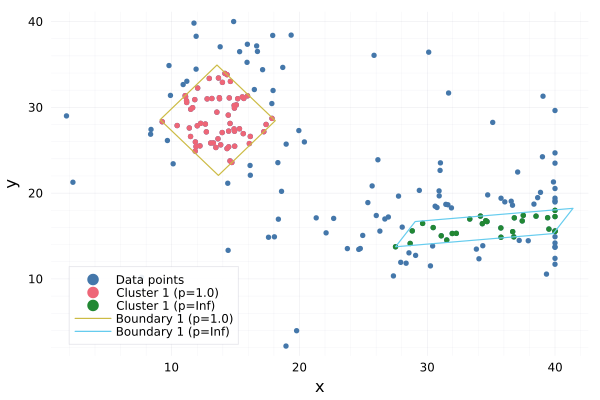 40
30
20
10
y
Data points
Cluster 1 (p=1.0)
Cluster 1 (p=Inf)
Boundary 1 (p=1.0)
Boundary 1 (p=Inf)
10 20 30 40
x